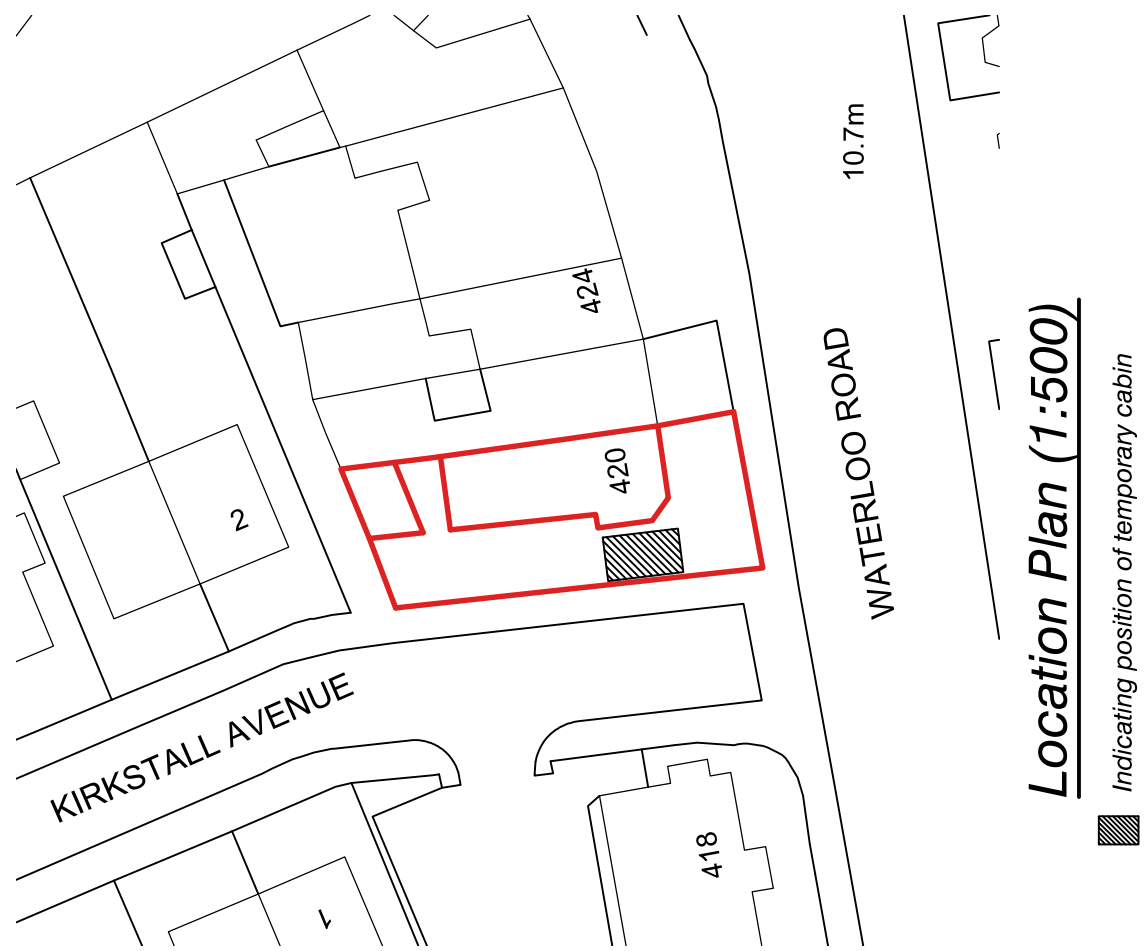 10.7m
424
WATERLOO ROAD
420
2
KIRKSTALL AVENUE
418
1
Location Plan (1:500)
Indicating position of temporary cabin